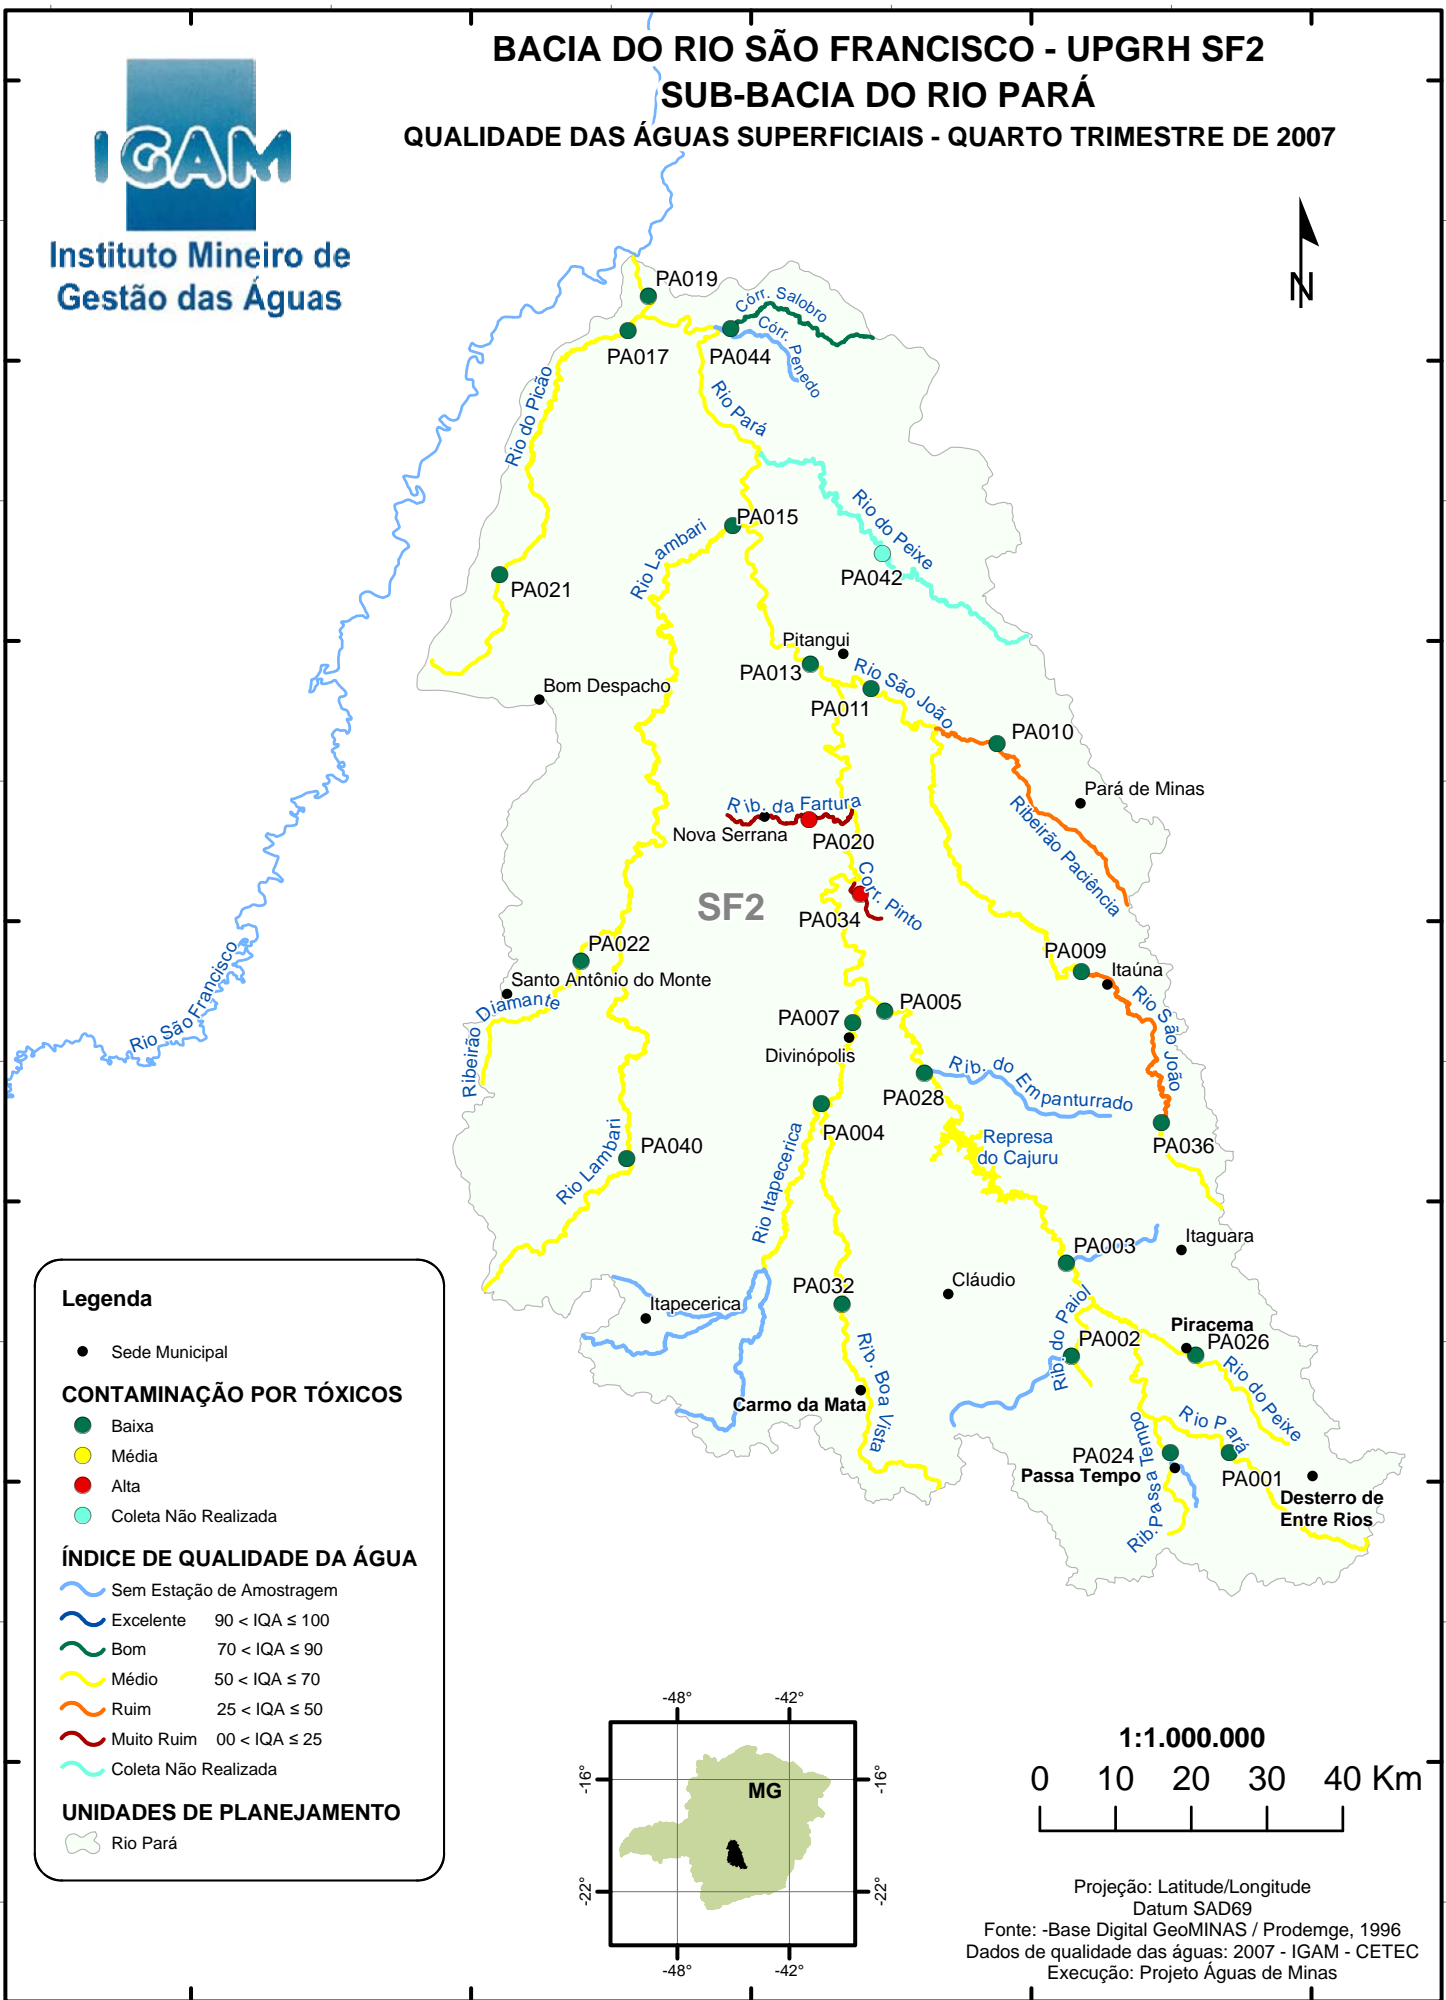 BACIA DO RIO SÃO FRANCISCO - UPGRH SF2
SUB-BACIA DO RIO PARÁ
QUALIDADE DAS ÁGUAS SUPERFICIAIS - QUARTO TRIMESTRE DE 2007
IGAM
Instituto Mineiro de
Gestão das Águas
N
PA019
Córr. Salobro
Córr. Penedo
PA017
PA044
Rio do Picão
Rio Pará
PA015
Rio Lambari
Rio do Peixe
PA042
PA021
Pitangui
PA013
Rio São João
PA011
Bom Despacho
PA010
Pará de Minas
Rib. da Fartura
Nova Serrana
PA020
Ribeirão Paciência
Corr. Pinto
SF2
PA034
PA022
PA009
Itaúna
Santo Antônio do Monte
Rio São Francisco
Ribeirão Diamante
Rio São João
PA005
PA007
Divinópolis
Rib. do Empanturrado
PA028
PA004
PA036
Represa
do Cajuru
PA040
Rio Lambari
Rio Itapecerica
Itaguara
PA003
Cláudio
PA032
Itapecerica
Rib. do Paiol
Piracema
PA002
PA026
Rio do Peixe
Rib. Boa Vista
Carmo da Mata
Rio Pará
PA024
Passa Tempo
Rib. Passa Tempo
PA001
Desterro de
Entre Rios
Legenda
Sede Municipal
CONTAMINAÇÃO POR TÓXICOS
Baixa
Média
Alta
Coleta Não Realizada
ÍNDICE DE QUALIDADE DA ÁGUA
Sem Estação de Amostragem
Excelente 90 < IQA ≤ 100
Bom 70 < IQA ≤ 90
Médio 50 < IQA ≤ 70
Ruim 25 < IQA ≤ 50
Muito Ruim 00 < IQA ≤ 25
Coleta Não Realizada
UNIDADES DE PLANEJAMENTO
Rio Pará
-48° -42°
-16° -16°
MG
-22° -22°
-48° -42°
1:1.000.000
0 10 20 30 40 Km
Projeção: Latitude/Longitude
Datum SAD69
Fonte: -Base Digital GeoMINAS / Prodemge, 1996
Dados de qualidade das águas: 2007 - IGAM - CETEC
Execução: Projeto Águas de Minas